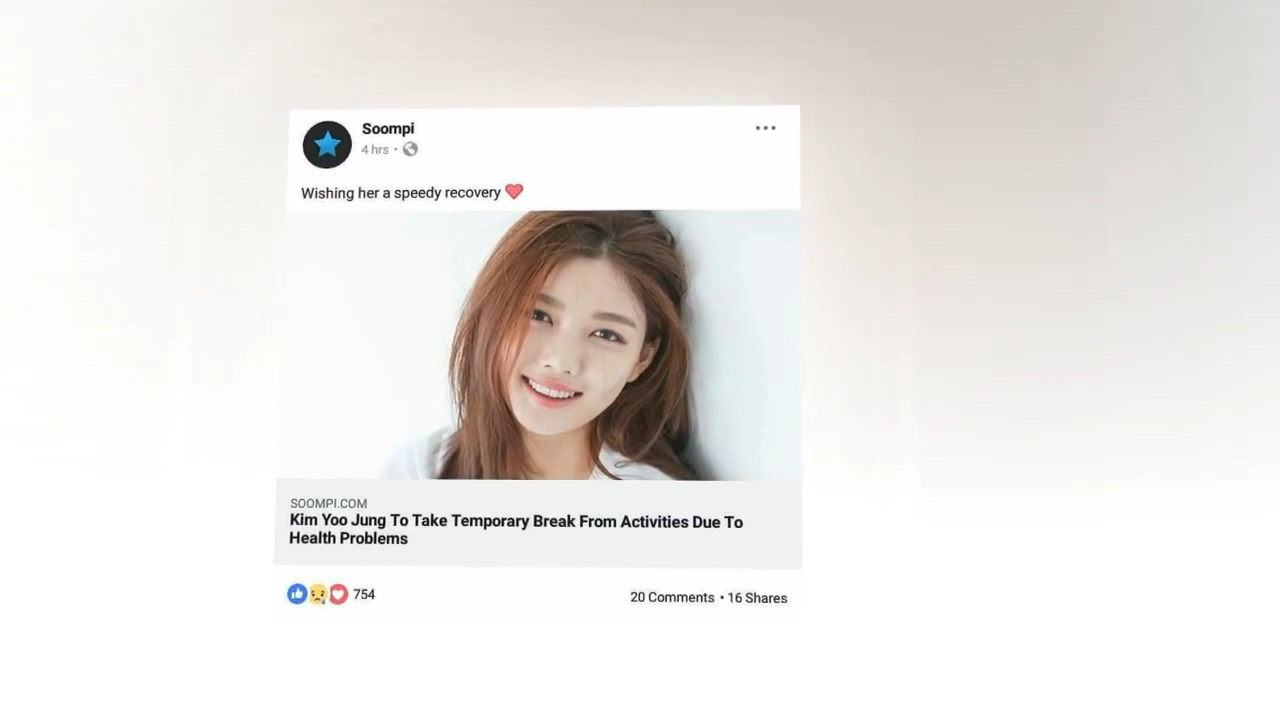 Soompi
4 hrs •
Wishing her a speedy recovery ❤️
SOOMPI.COM
Kim Yoo Jung To Take Temporary Break From Activities Due To
Health Problems
754
20 Comments • 16 Shares